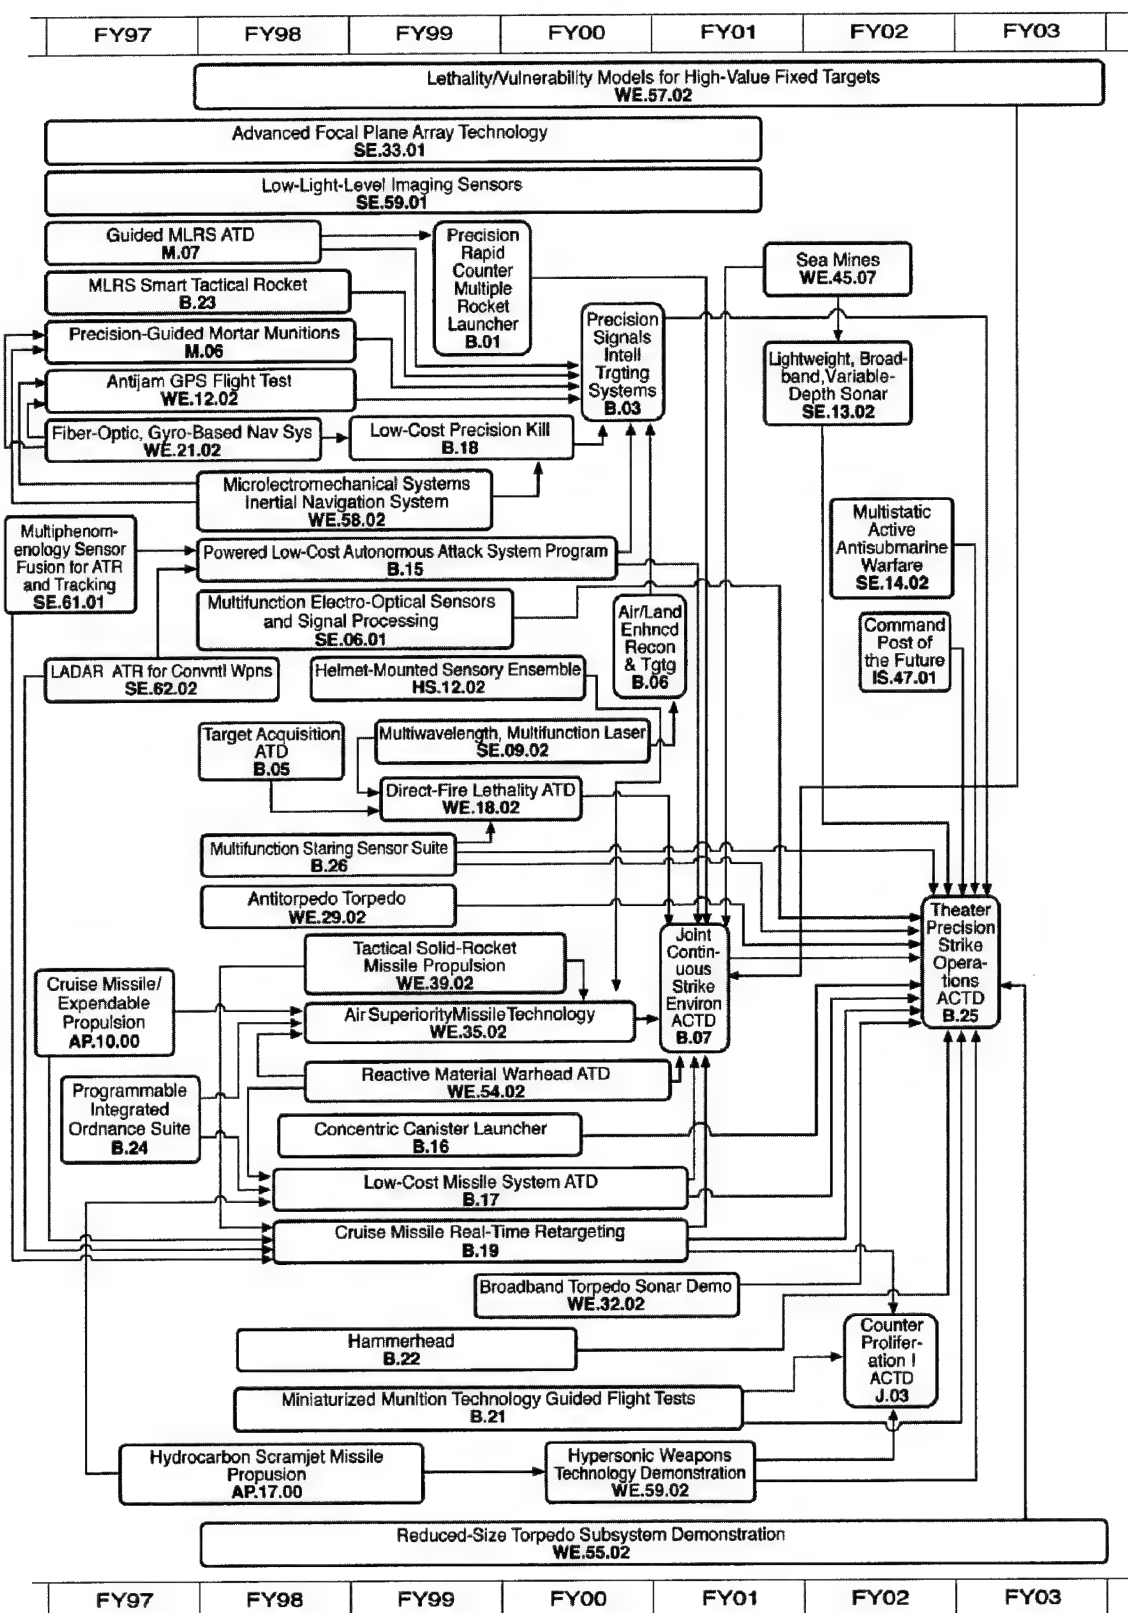 FY97 FY98 FY99 FY00 FY01 FY02 FY03
Lethality/Vulnerability Models for High-Value Fixed Targets
WE.57.02
Advanced Focal Plane Array Technology
SE.33.01
Low-Light-Level Imaging Sensors
SE.59.01
Guided MLRS ATD
M.07
Precision
Rapid
Counter
Multiple
Rocket
Launcher
B.01
Sea Mines
WE.45.07
MLRS Smart Tactical Rocket
B.23
Precision-Guided Mortar Munitions
M.06
Precision
Signals
Intell
Trgting
Systems
B.03
Lightweight, Broad-
band,Variable-
Depth Sonar
SE.13.02
Antijam GPS Flight Test
WE.12.02
Fiber-Optic, Gyro-Based Nav Sys
WE.21.02
Low-Cost Precision Kill
B.18
Microlectromechanical Systems
Inertial Navigation System
WE.58.02
Multiphenom-
enology Sensor
Fusion for ATR
and Tracking
SE.61.01
Multistatic
Active
Antisubmarine
Warfare
SE.14.02
Powered Low-Cost Autonomous Attack System Program
B.15
Multifunction Electro-Optical Sensors
and Signal Processing
SE.06.01
Air/Land
Enhncd
Recon
& Tgtg
B.06
Command
Post of
the Future
IS.47.01
LADAR ATR for Convntl Wpns
SE.62.02
Helmet-Mounted Sensory Ensemble
HS.12.02
Target Acquisition
ATD
B.05
Multiwavelength, Multifunction Laser
SE.09.02
Direct-Fire Lethality ATD
WE.18.02
Multifunction Staring Sensor Suite
B.26
Antitorpedo Torpedo
WE.29.02
Theater
Precision
Strike
Opera-
tions
ACTD
B.25
Joint
Contin-
uous
Strike
Environ
ACTD
B.07
Tactical Solid-Rocket
Missile Propulsion
WE.39.02
Cruise Missile/
Expendable
Propulsion
AP.10.00
Air Superiority Missile Technology
WE.35.02
Reactive Material Warhead ATD
WE.54.02
Programmable
Integrated
Ordnance Suite
B.24
Concentric Canister Launcher
B.16
Low-Cost Missile System ATD
B.17
Cruise Missile Real-Time Retargeting
B.19
Broadband Torpedo Sonar Demo
WE.32.02
Counter
Prolifer-
ation I
ACTD
J.03
Hammerhead
B.22
Miniaturized Munition Technology Guided Flight Tests
B.21
Hydrocarbon Scramjet Missile
Propusion
AP.17.00
Hypersonic Weapons
Technology Demonstration
WE.59.02
Reduced-Size Torpedo Subsystem Demonstration
WE.55.02
FY97 FY98 FY99 FY00 FY01 FY02 FY03